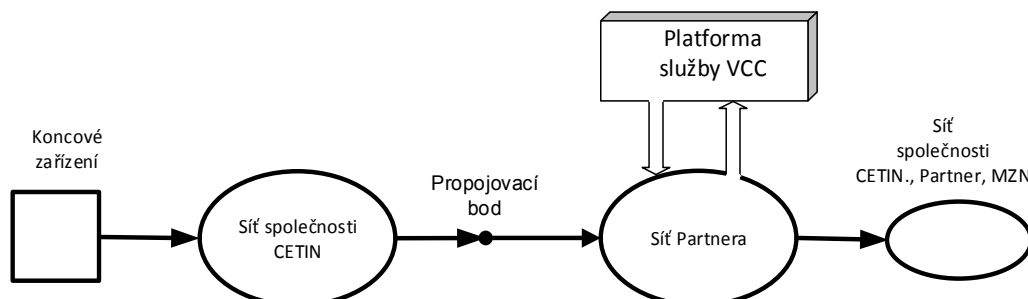 Platforma
služby VCC
Koncové
zařízení
Síť
společnosti
CETIN., Partner, MZN
Propojovací
bod
Síť společnosti
CETIN
Síť Partnera